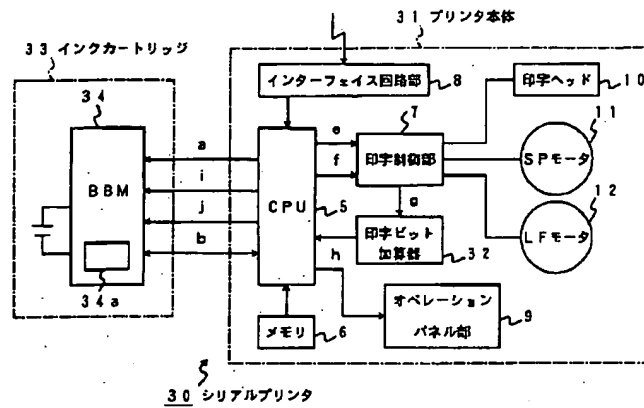 31 プリンタ本体
33 インクカートリッジ
インターフェイス回路部
8
印字ヘッド
10
34
7
11
BBM
a
e
印字制御部
SPモータ
i
f
CPU
5
12
j
g
LFモータ
b
印字ビット
加算器
32
34a
h
オペレーション
パネル部
9
メモリ
6
30 シリアルプリンタ